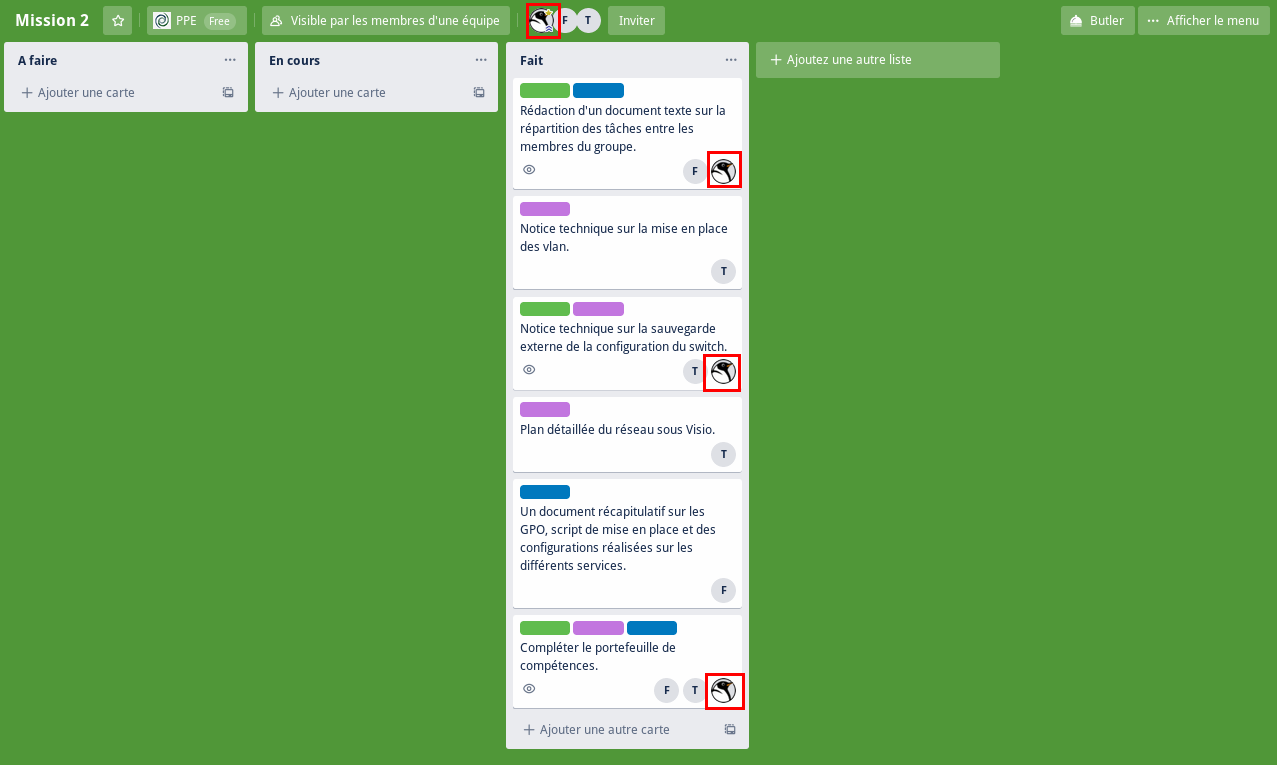 Mission 2
PPE Free
Visible par les membres d'une équipe
F
T
Inviter
Butler
Afficher le menu
A faire
Ajouter une carte
En cours
Ajouter une carte
Fait
Rédaction d'un document texte sur la
répartition des tâches entre les
membres du groupe.
F
Notice technique sur la mise en place
des vlan.
T
Notice technique sur la sauvegarde
externe de la configuration du switch.
T
Plan détaillée du réseau sous Visio.
T
Un document récapitulatif sur les
GPO, script de mise en place et des
configurations réalisées sur les
différents services.
F
Compléter le portefeuille de
compétences.
F T
Ajouter une autre carte
Ajoutez une autre liste